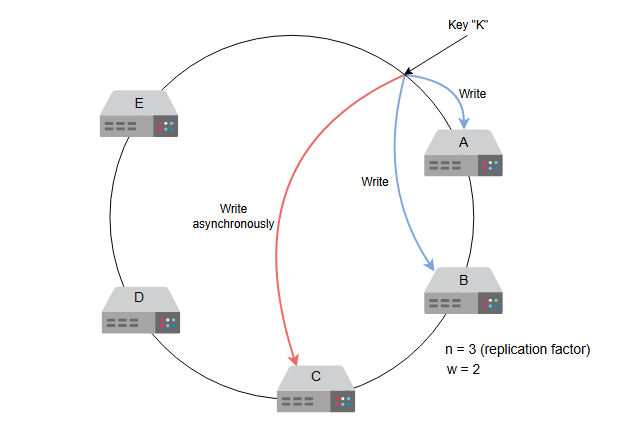 Key "K"
E
Write
A
Write
Write
asynchronously
B
D
n = 3 (replication factor)
w = 2
C